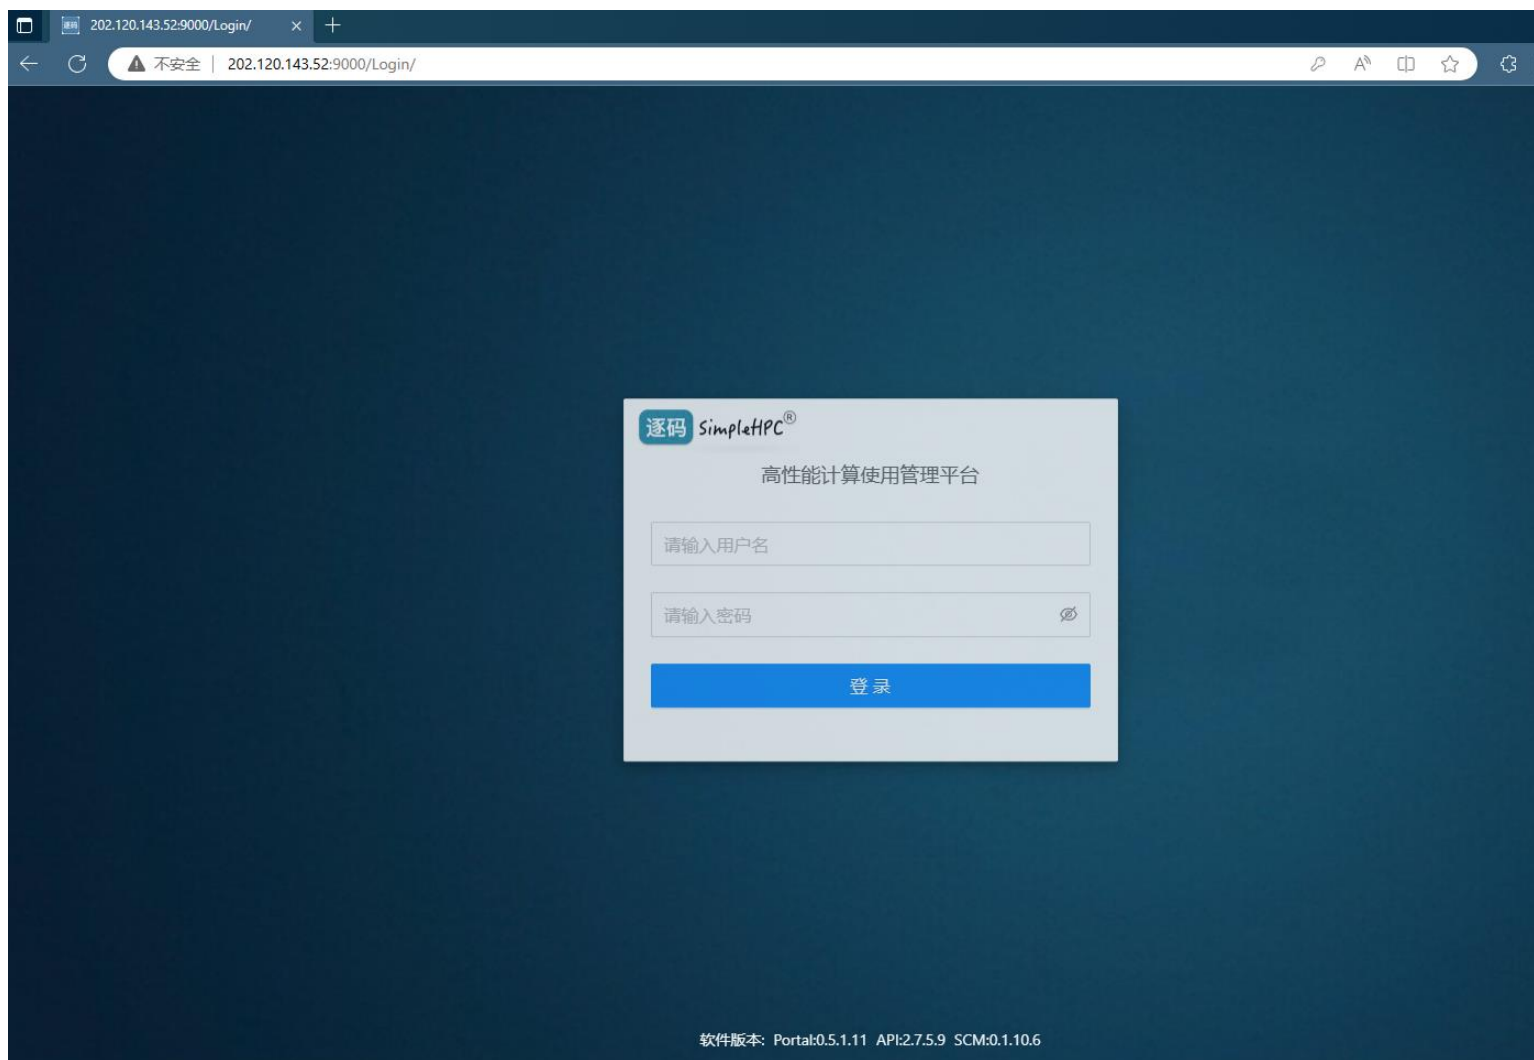 202.120.143.52:9000/Login/
不安全 202.120.143.52:9000/Login/
逐码 SimpleHPC®
高性能计算使用管理平台
请输入用户名
请输入密码
登录
软件版本: Portal:0.5.1.11 API:2.7.5.9 SCM:0.1.10.6